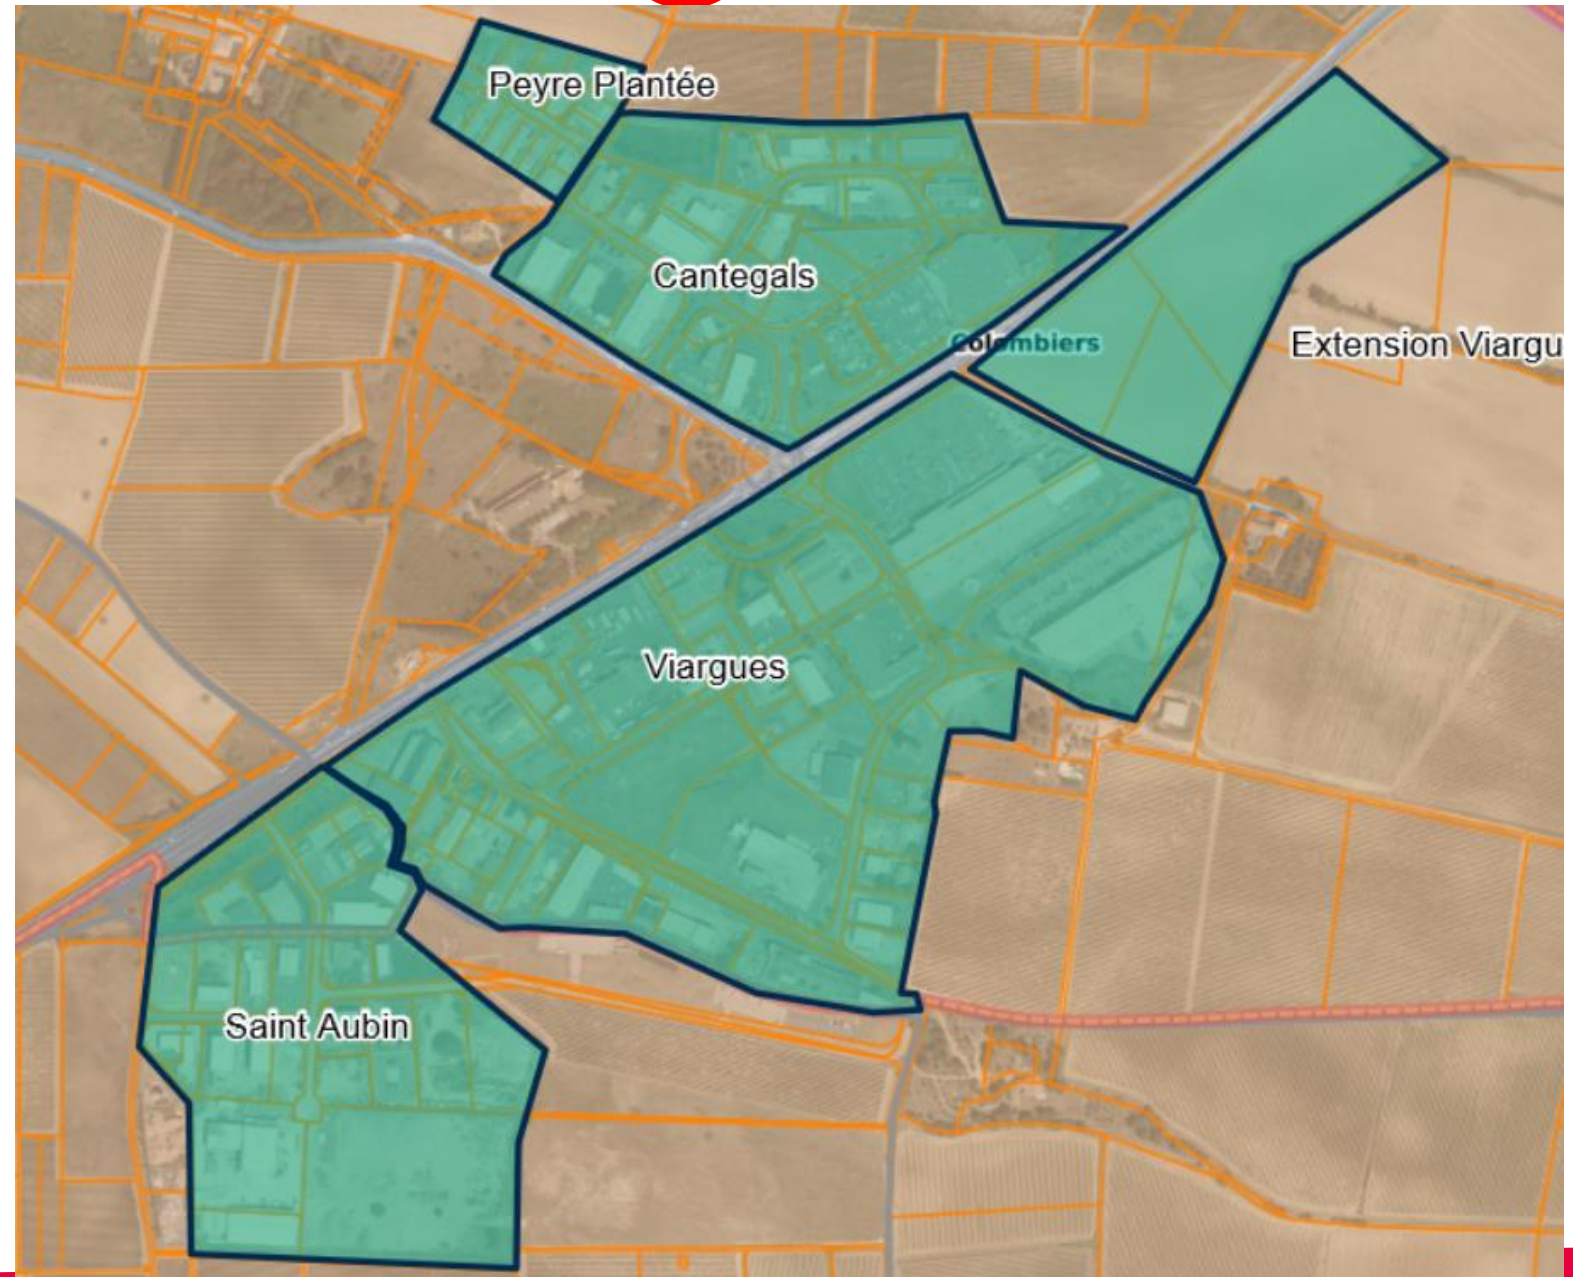 Peyre Plantée
Cantegals
Colombiers
Extension Viargu
Viargues
Saint Aubin